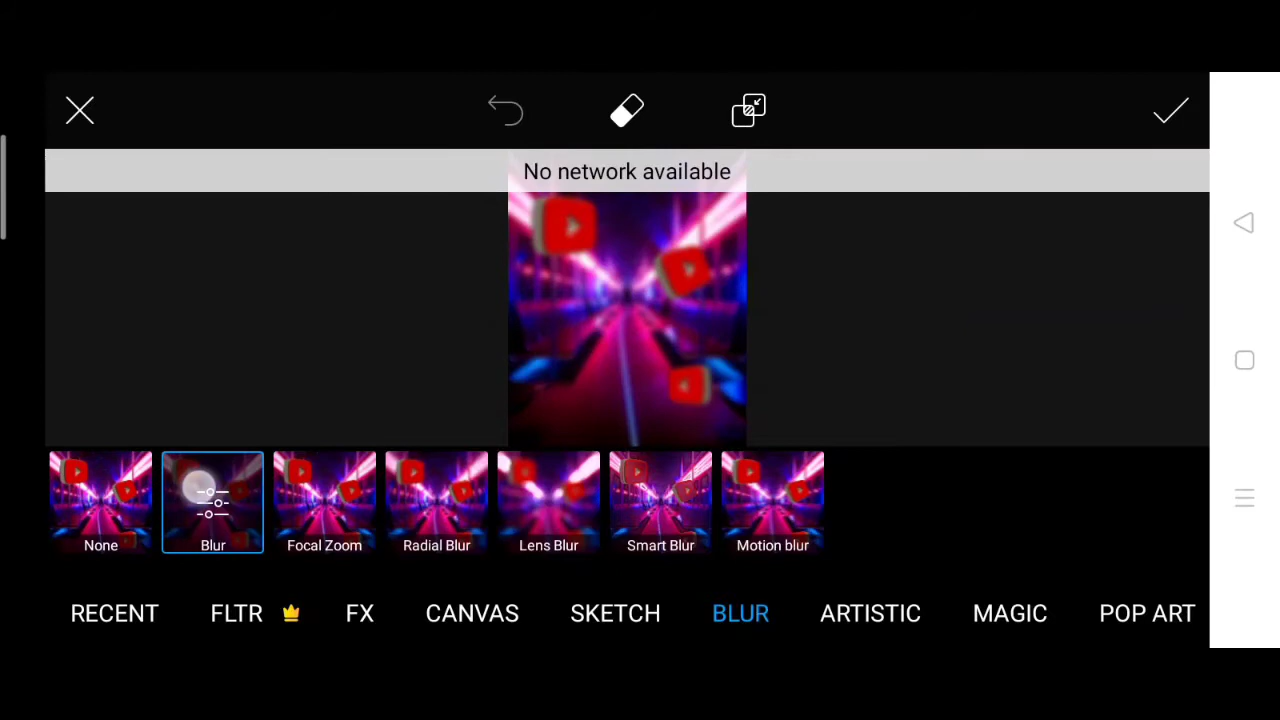 No network available
None
Blur
Focal Zoom
Radial Blur
Lens Blur
Smart Blur
Motion blur
RECENT FLTR FX CANVAS SKETCH BLUR ARTISTIC MAGIC POP ART